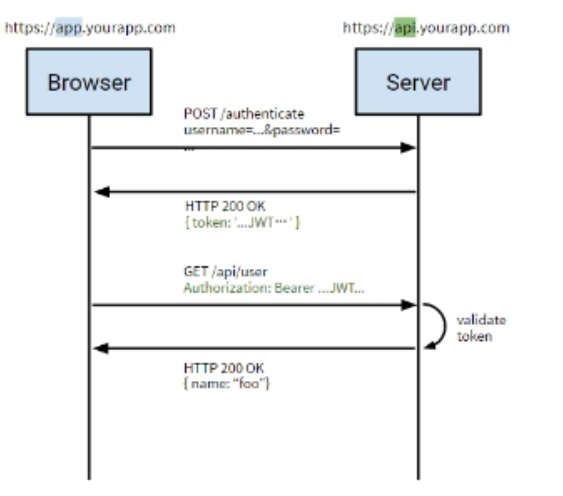 https://app.yourapp.com
https://api.yourapp.com
Browser
Server
POST /authenticate
username=...&password=
...
HTTP 200 OK
{ token: '...JWT...' }
GET /api/user
Authorization: Bearer ...JWT...
validate
token
HTTP 200 OK
{ name: "foo"}